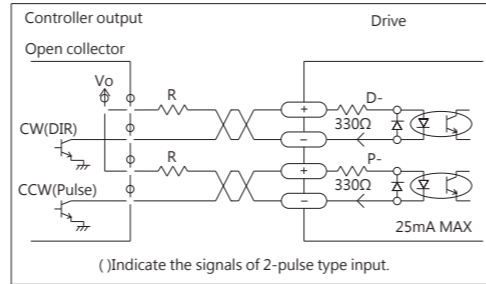 Controller output
Drive
Open collector
Vo
R
+
D-
330Ω
CW(DIR)
−
R
+
P-
330Ω
CCW(Pulse)
−
25mA MAX
( )Indicate the signals of 2-pulse type input.